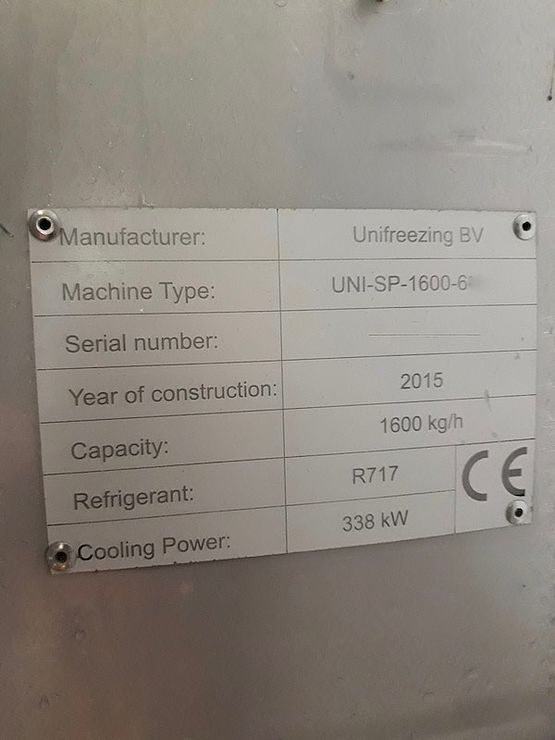 Manufacturer: Unifreezing BV
Machine Type: UNI-SP-1600-6
Serial number:
Year of construction: 2015
Capacity: 1600 kg/h
Refrigerant: R717
Cooling Power: 338 kW
CE